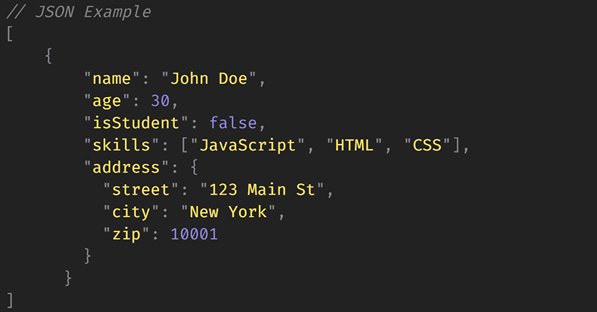 // JSON Example
[
    {
        "name": "John Doe",
        "age": 30,
        "isStudent": false,
        "skills": ["JavaScript", "HTML", "CSS"],
        "address": {
          "street": "123 Main St",
          "city": "New York",
          "zip": 10001
        }
      }
]